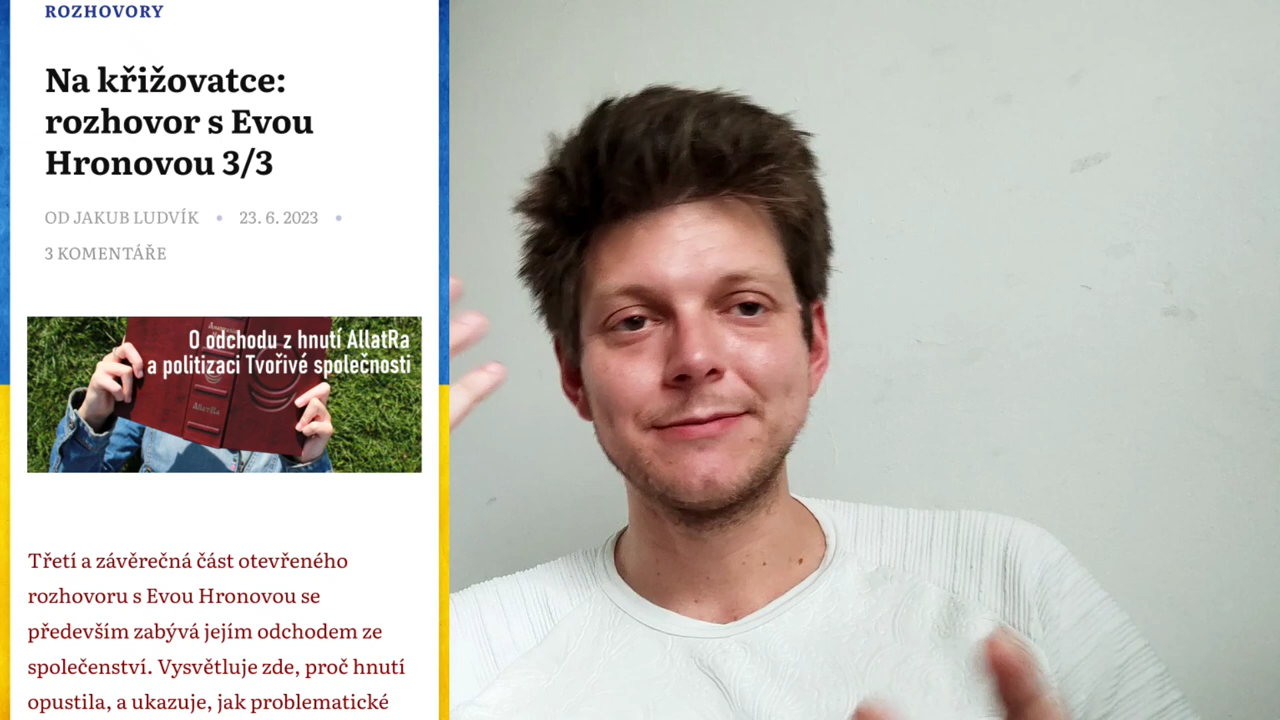 ROZHOVORY
Na křižovatce:
rozhovor s Evou
Hronovou 3/3
OD JAKUB LUDVÍK • 23. 6. 2023 •
3 KOMENTÁŘE
O odchodu z hnutí AllatRa
a politizaci Tvořivé společnosti
AllatRa
Třetí a závěrečná část otevřeného
rozhovoru s Evou Hronovou se
především zabývá jejím odchodem ze
společenství. Vysvětluje zde, proč hnutí
opustila, a ukazuje, jak problematické